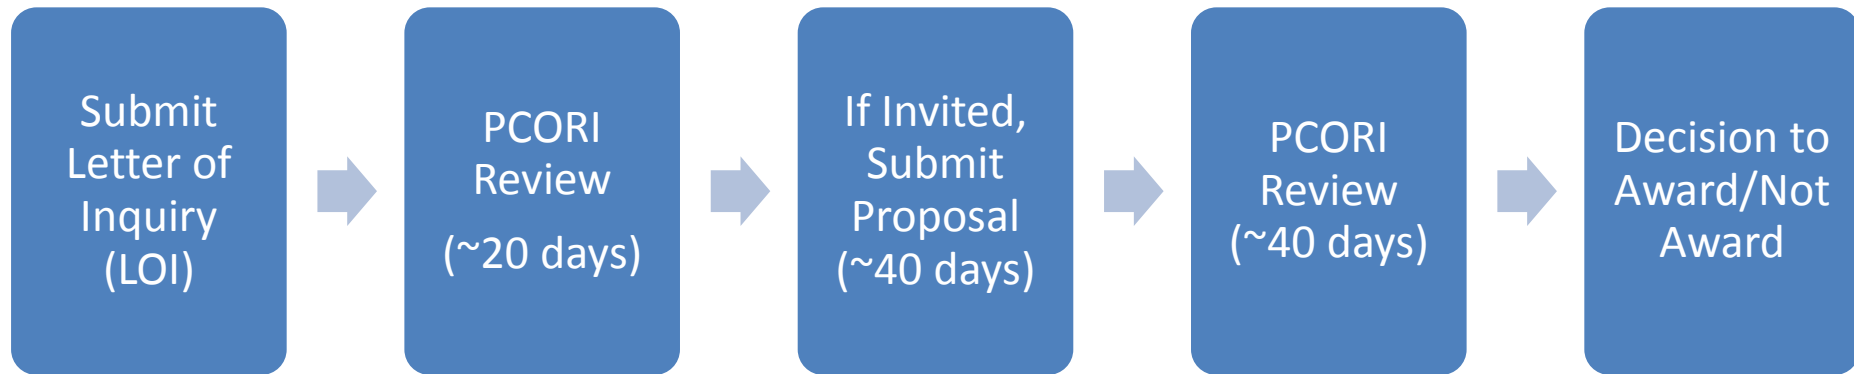 Submit
Letter of
Inquiry
(LOI)
PCORI
Review
(~20 days)
If Invited,
Submit
Proposal
(~40 days)
PCORI
Review
(~40 days)
Decision to
Award/Not
Award